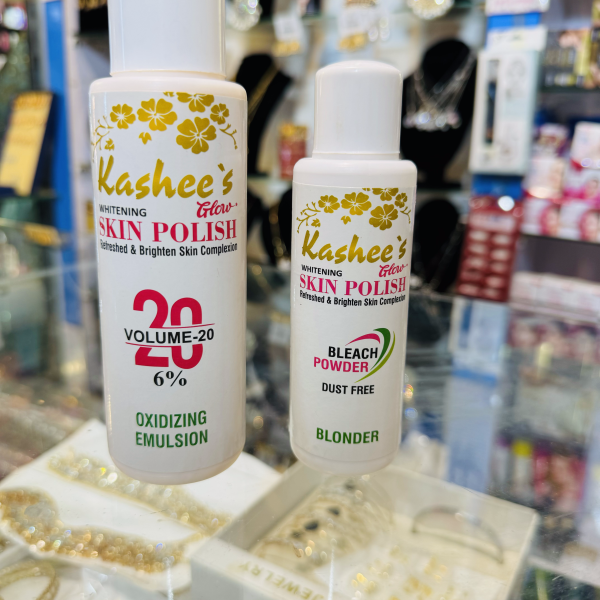 Kashee's
WHITENING Glow
SKIN POLISH
Refreshed & Brighten Skin Complexion
20
VOLUME-20
6%
OXIDIZING
EMULSION
Kashee's
WHITENING Glow
SKIN POLISH
Refreshed & Brighten Skin Complexion
BLEACH
POWDER
DUST FREE
BLONDER
JEWELRY